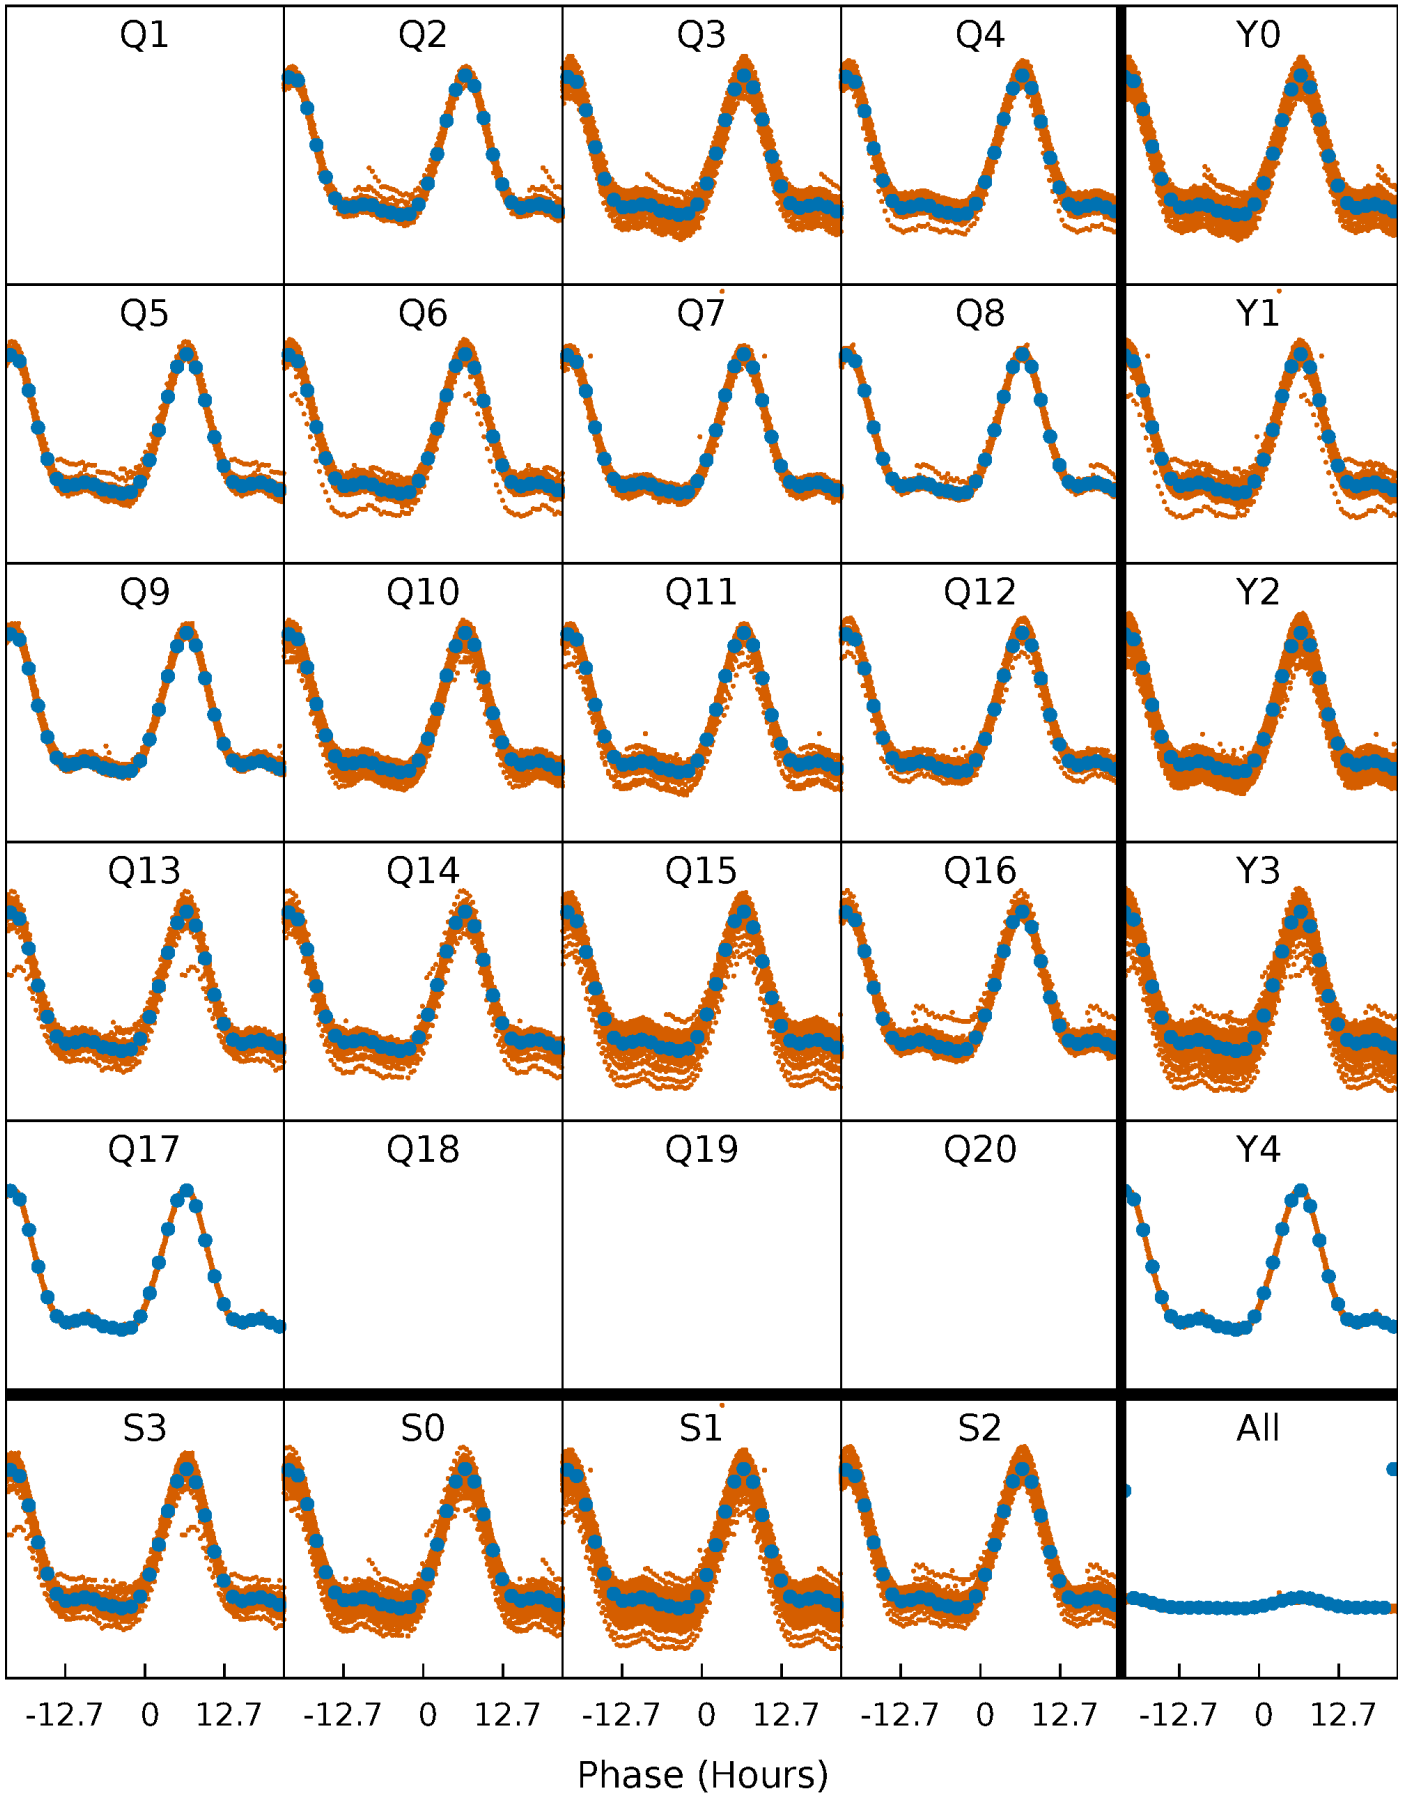 Q1 Q2 Q3 Q4 Y0
Q5 Q6 Q7 Q8 Y1
Q9 Q10 Q11 Q12 Y2
Q13 Q14 Q15 Q16 Y3
Q17 Q18 Q19 Q20 Y4
S3 S0 S1 S2 All
-12.7 0 12.7 -12.7 0 12.7 -12.7 0 12.7 -12.7 0 12.7 -12.7 0 12.7
Phase (Hours)